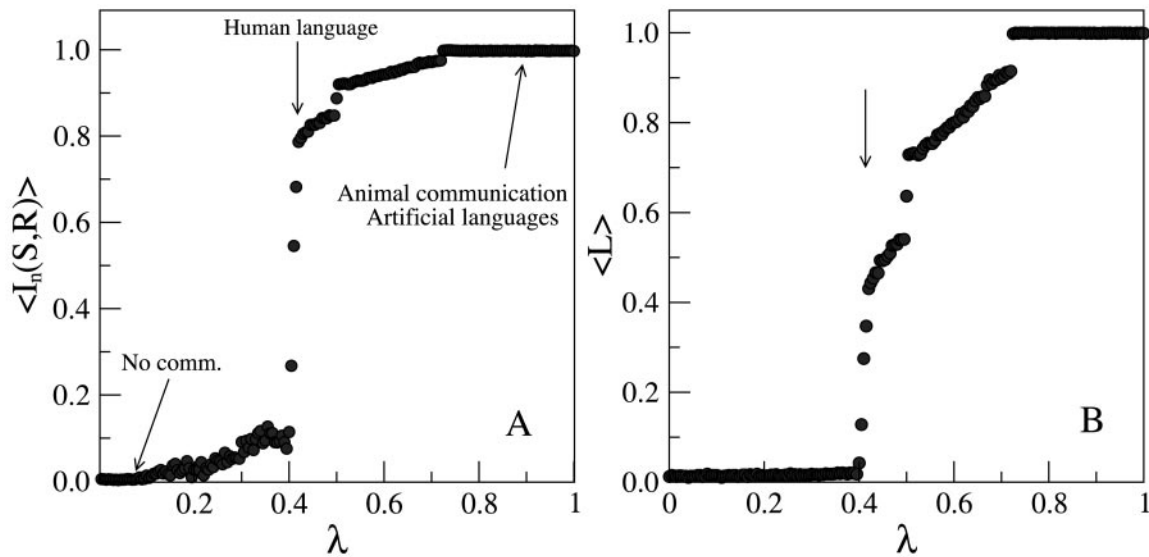 Human language
1.0
0.8
0.6
0.4
0.2
0.0
<Iₙ(S,R)>
Animal communication
Artificial languages
No comm.
A
0.2
0.4
0.6
0.8
1
λ
1.0
0.8
0.6
0.4
0.2
0.0
<L>
B
0
0.2
0.4
0.6
0.8
1
λ